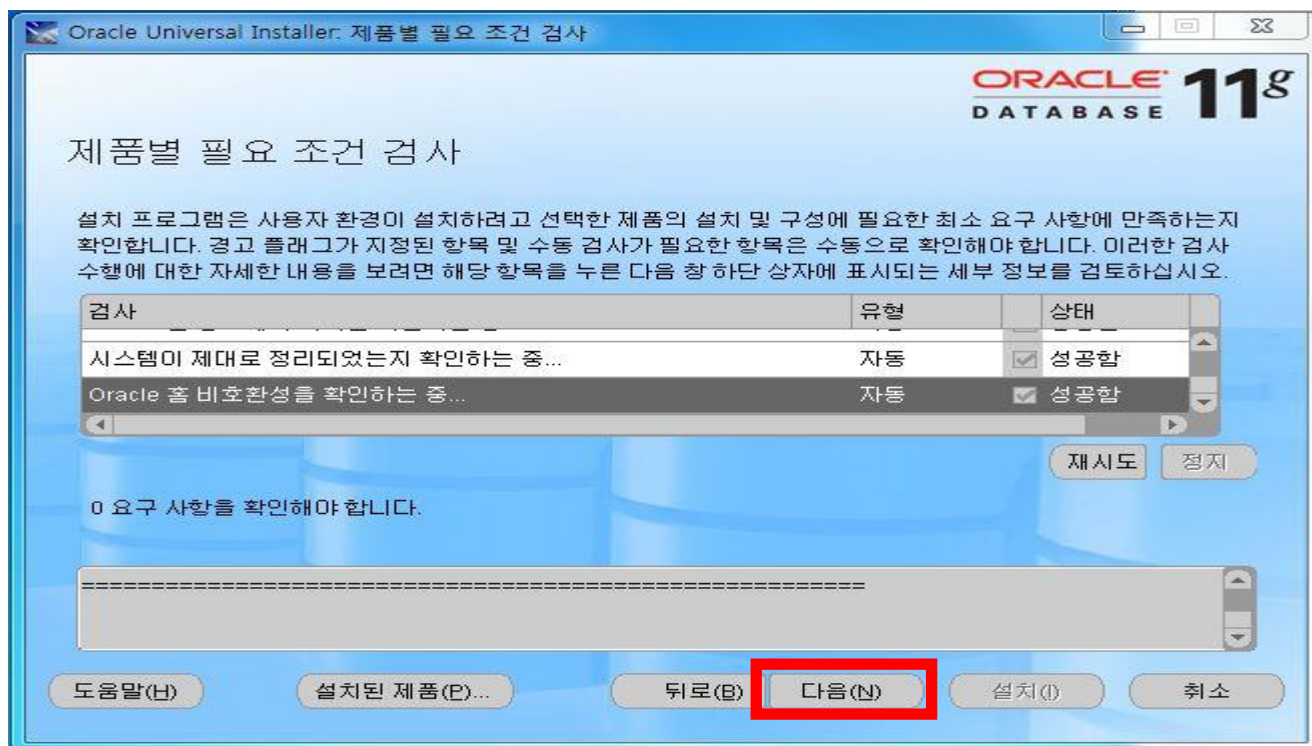 Oracle Universal Installer: 제품별 필요 조건 검사
ORACLE 11g
DATABASE
제품별 필요 조건 검사
설치 프로그램은 사용자 환경이 설치하려고 선택한 제품의 설치 및 구성에 필요한 최소 요구 사항에 만족하는지
확인합니다. 경고 플래그가 지정된 항목 및 수동 검사가 필요한 항목은 수동으로 확인해야 합니다. 이러한 검사
수행에 대한 자세한 내용을 보려면 해당 항목을 누른 다음 창 하단 상자에 표시되는 세부 정보를 검토하십시오.
검사 유형 상태
시스템이 제대로 정리되었는지 확인하는 중... 자동 성공함
Oracle 홈 비호환성을 확인하는 중... 자동 성공함
재시도 정지
0 요구 사항을 확인해야 합니다.
========================================================
도움말(H) 설치된 제품(P)... 뒤로(B) 다음(N) 설치(I) 취소